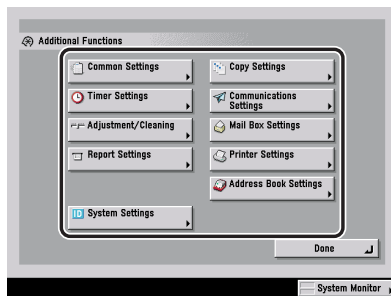 Additional Functions
Common Settings
Copy Settings
Timer Settings
Communications
Settings
Adjustment/Cleaning
Mail Box Settings
Report Settings
Printer Settings
Address Book Settings
ID System Settings
Done
System Monitor